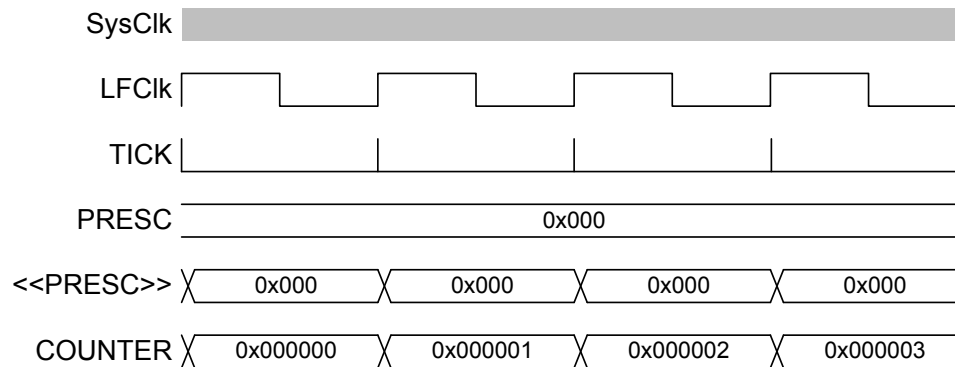 SysClk
LFClk
TICK
PRESC 0x000
<<PRESC>> 0x000 0x000 0x000 0x000
COUNTER 0x000000 0x000001 0x000002 0x000003